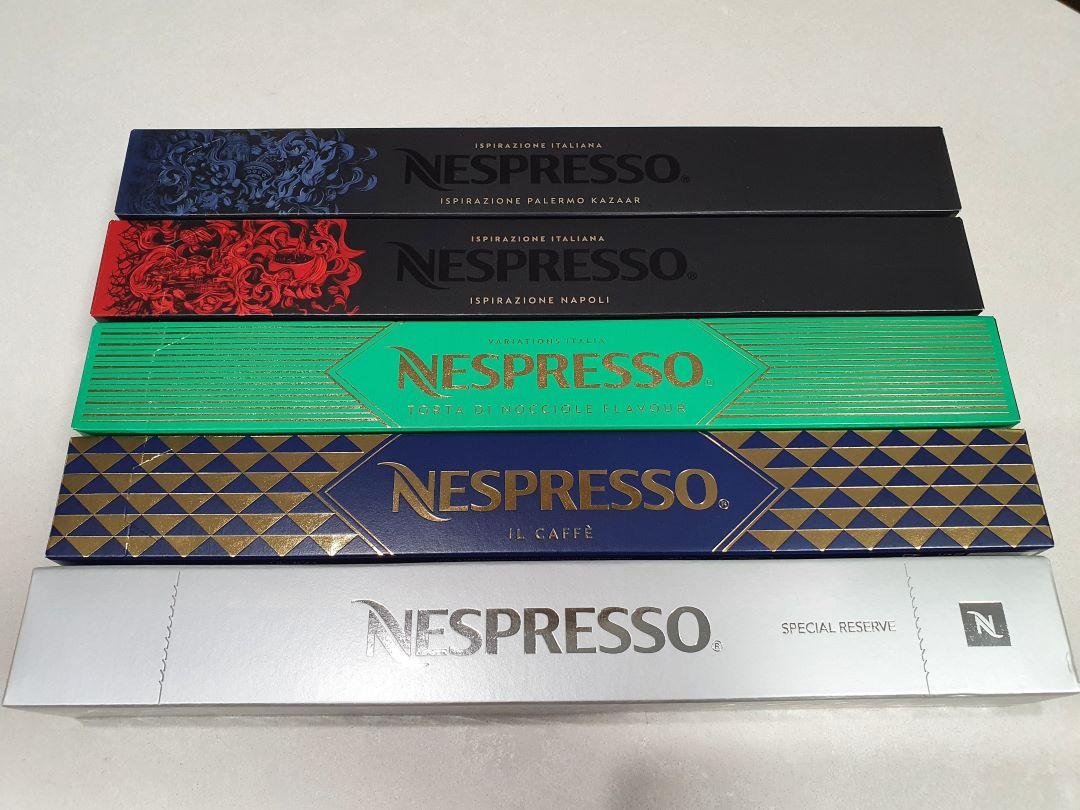 ISPIRAZIONE ITALIANA
NESPRESSO®
ISPIRAZIONE PALERMO KAZAAR
ISPIRAZIONE ITALIANA
NESPRESSO®
ISPIRAZIONE NAPOLI
VARIATIONS ITALIA
NESPRESSO®
TORTA DI NOCCIOLE FLAVOUR
NESPRESSO®
IL CAFFÈ
NESPRESSO®
SPECIAL RESERVE
N